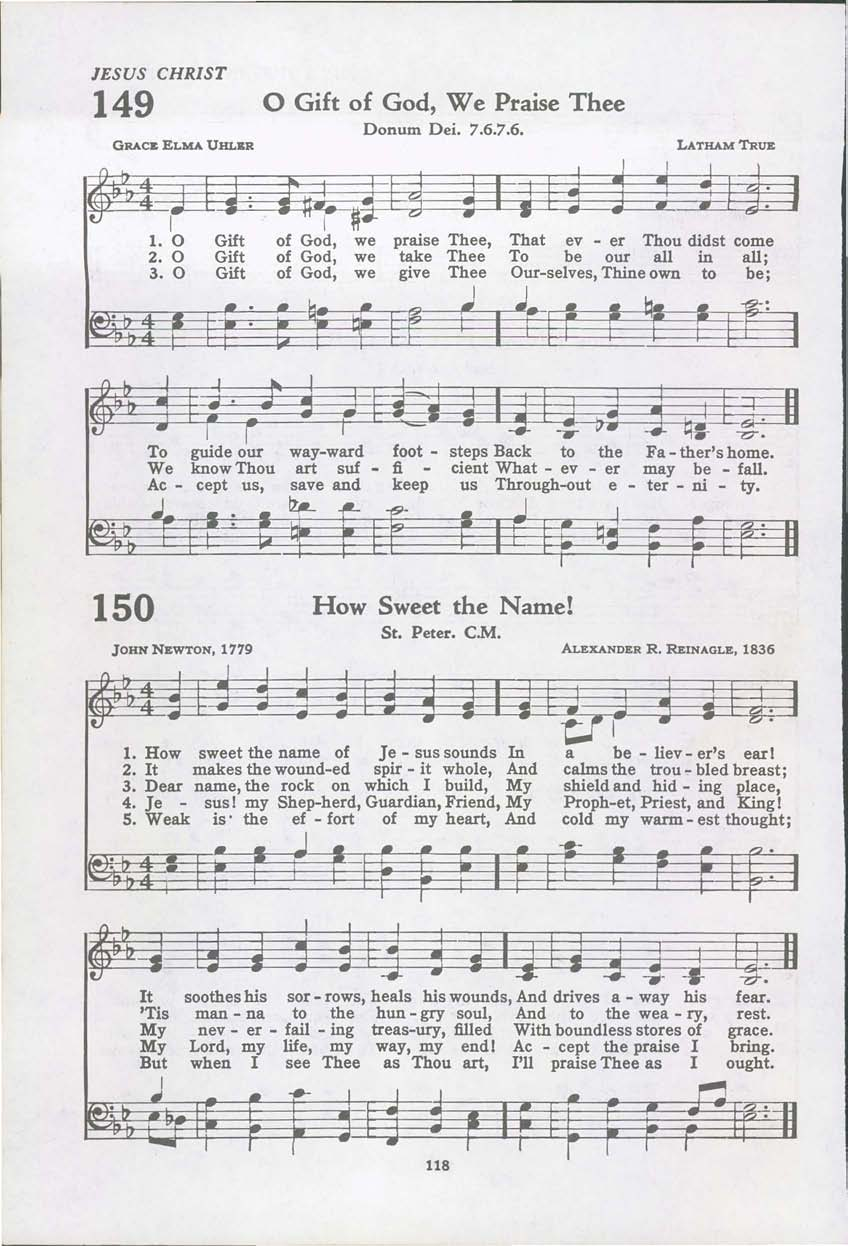 JESUS CHRIST
149 O Gift of God, We Praise Thee
Donum Dei. 7.6.7.6.
GRACE ELMA UHLER LATHAM TRUE
1. O Gift of God, we praise Thee, That ev - er Thou didst come
2. O Gift of God, we take Thee To be our all in all;
3. O Gift of God, we give Thee Our-selves, Thine own to be;
To guide our way-ward foot - steps Back to the Fa - ther's home.
We know Thou art suf - fi - cient What - ev - er may be - fall.
Ac - cept us, save and keep us Through-out e - ter - ni - ty.
150 How Sweet the Name!
St. Peter. C.M.
JOHN NEWTON, 1779 ALEXANDER R. REINAGLE, 1836
1. How sweet the name of Je - sus sounds In a be - liev - er's ear!
2. It makes the wound-ed spir - it whole, And calms the trou - bled breast;
3. Dear name, the rock on which I build, My shield and hid - ing place,
4. Je - sus! my Shep-herd, Guardian, Friend, My Proph-et, Priest, and King!
5. Weak is the ef - fort of my heart, And cold my warm - est thought;
It soothes his sor - rows, heals his wounds, And drives a - way his fear.
'Tis man - na to the hun - gry soul, And to the wea - ry, rest.
My nev - er - fail - ing treas-ury, filled With boundless stores of grace.
My Lord, my life, my way, my end! Ac - cept the praise I bring.
But when I see Thee as Thou art, I'll praise Thee as I ought.
118